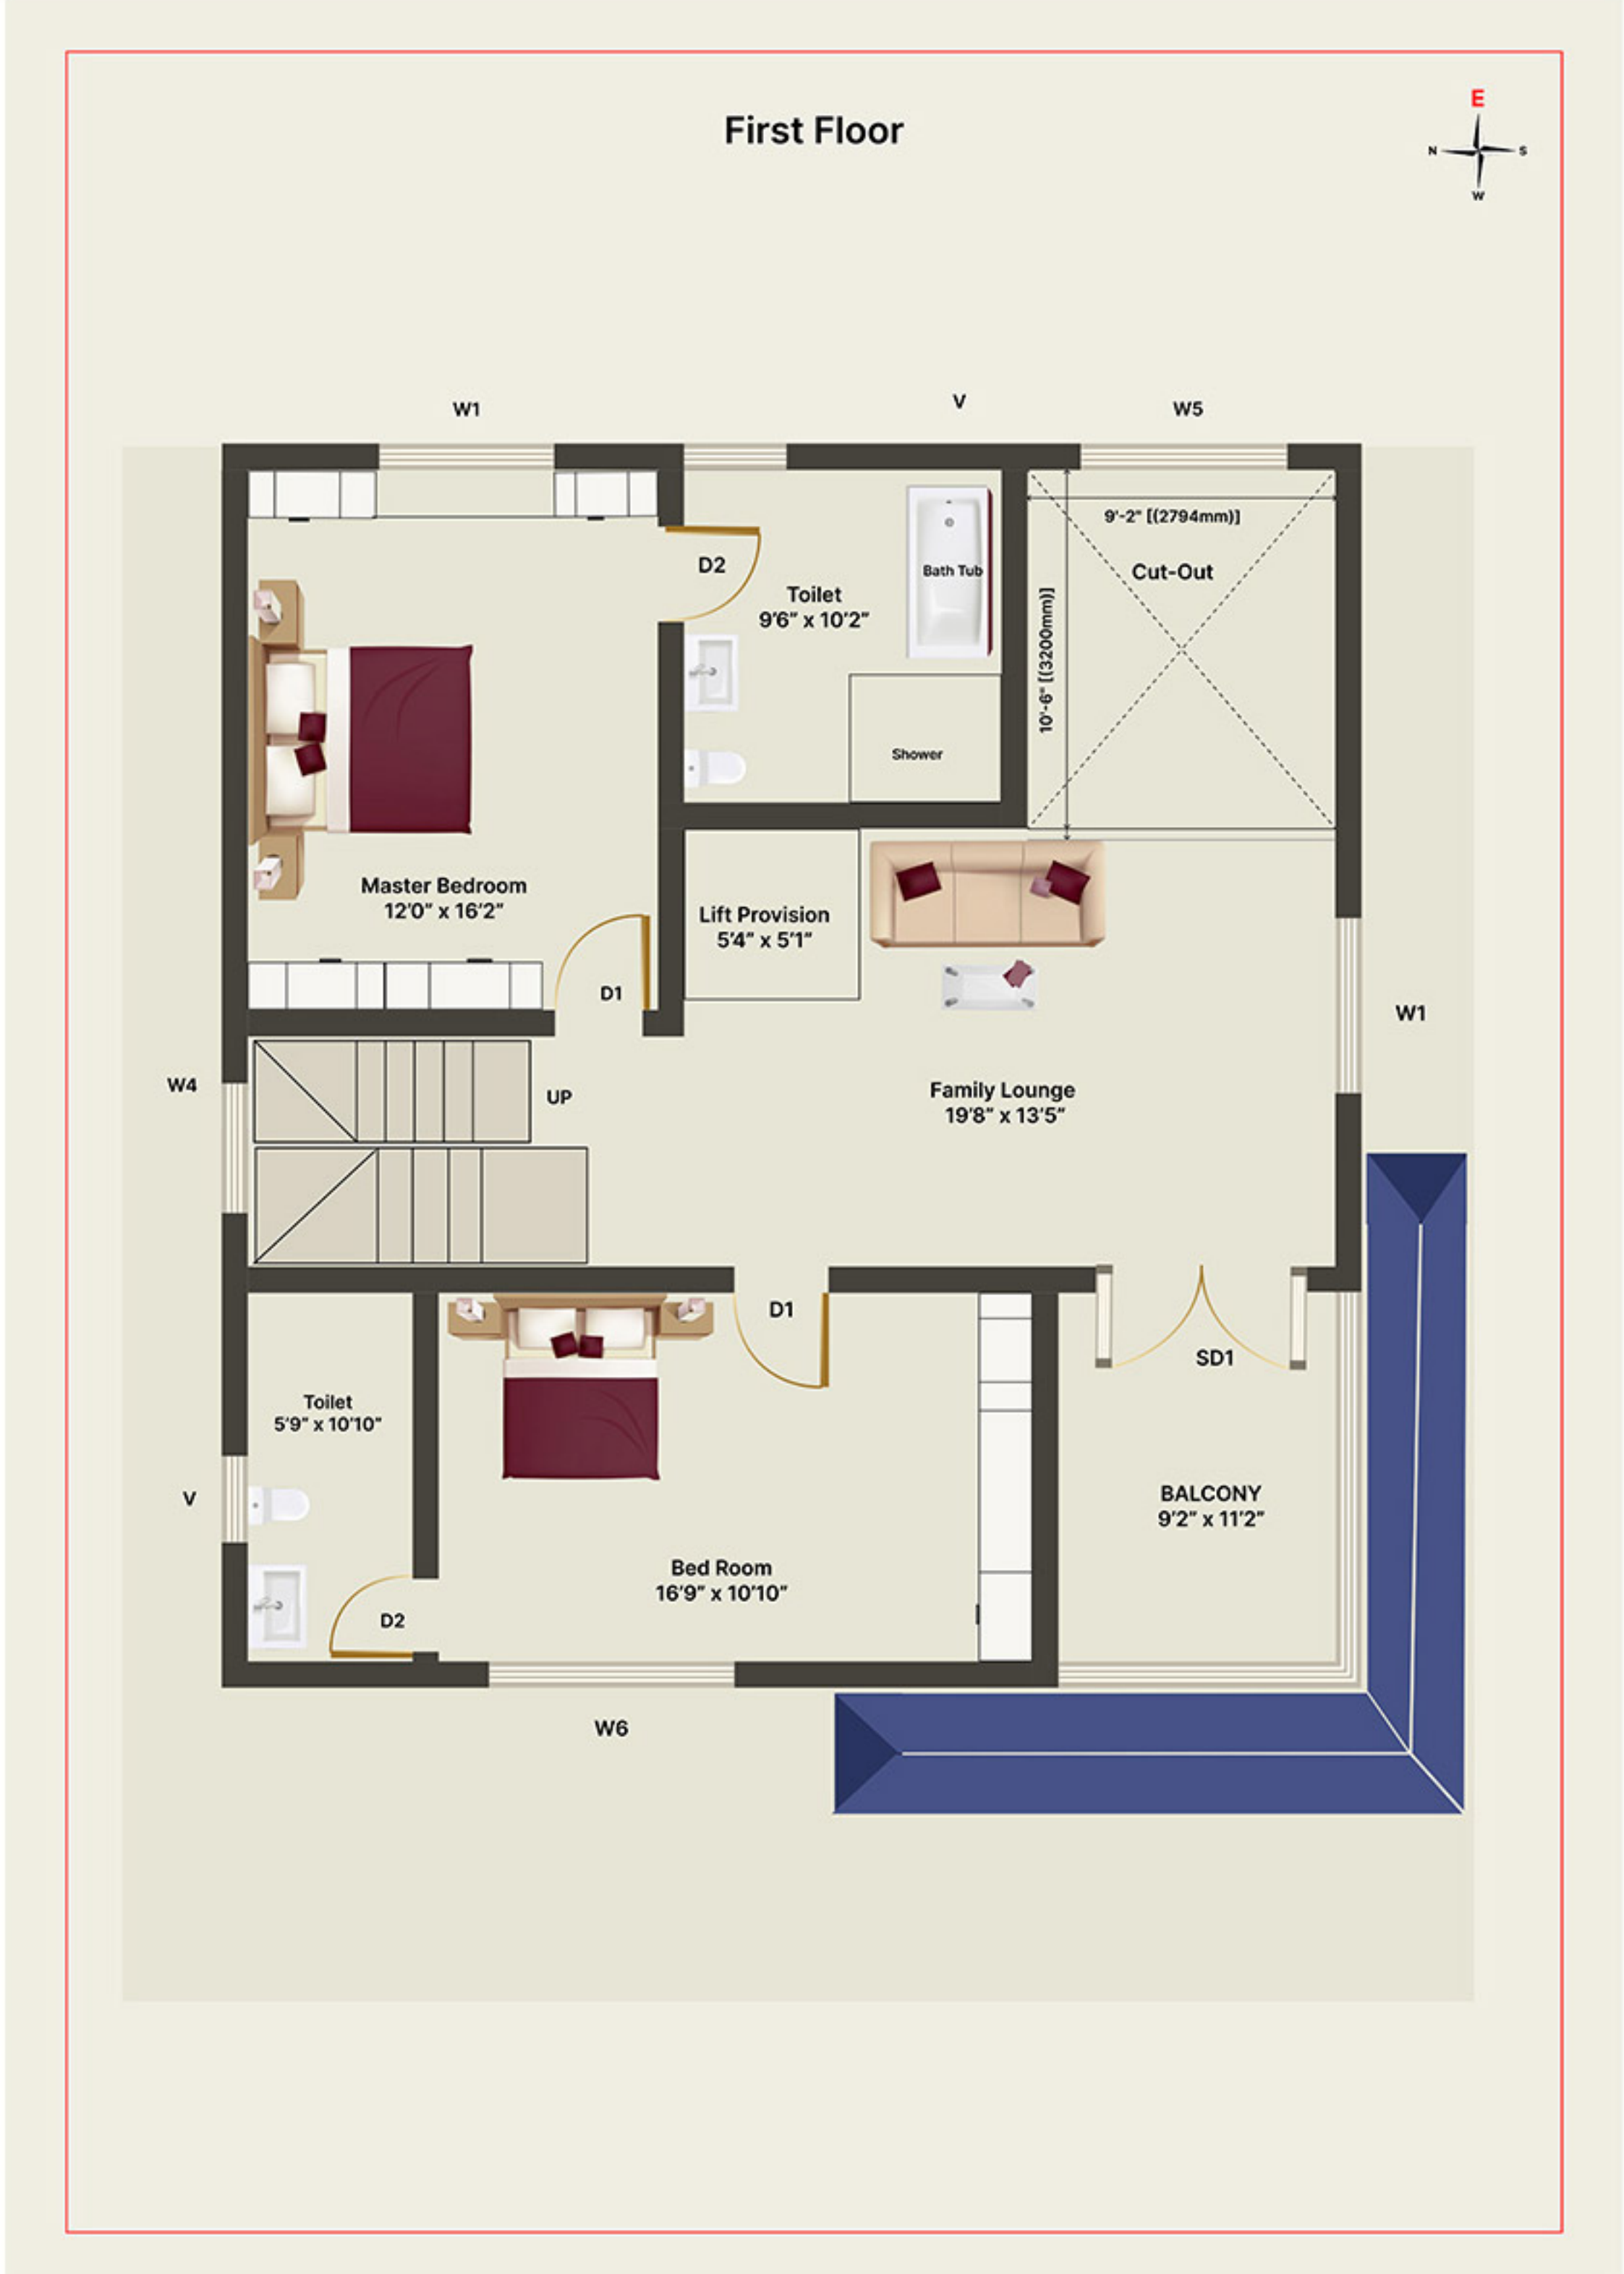 First Floor
E
N
S
W
W1
V
W5
9'-2" [(2794mm)]
Cut-Out
10'-6" [(3200mm)]
D2
Toilet
9'6" x 10'2"
Bath Tub
Shower
Master Bedroom
12'0" x 16'2"
Lift Provision
5'4" x 5'1"
D1
W1
W4
UP
Family Lounge
19'8" x 13'5"
D1
SD1
Toilet
5'9" x 10'10"
V
BALCONY
9'2" x 11'2"
Bed Room
16'9" x 10'10"
D2
W6